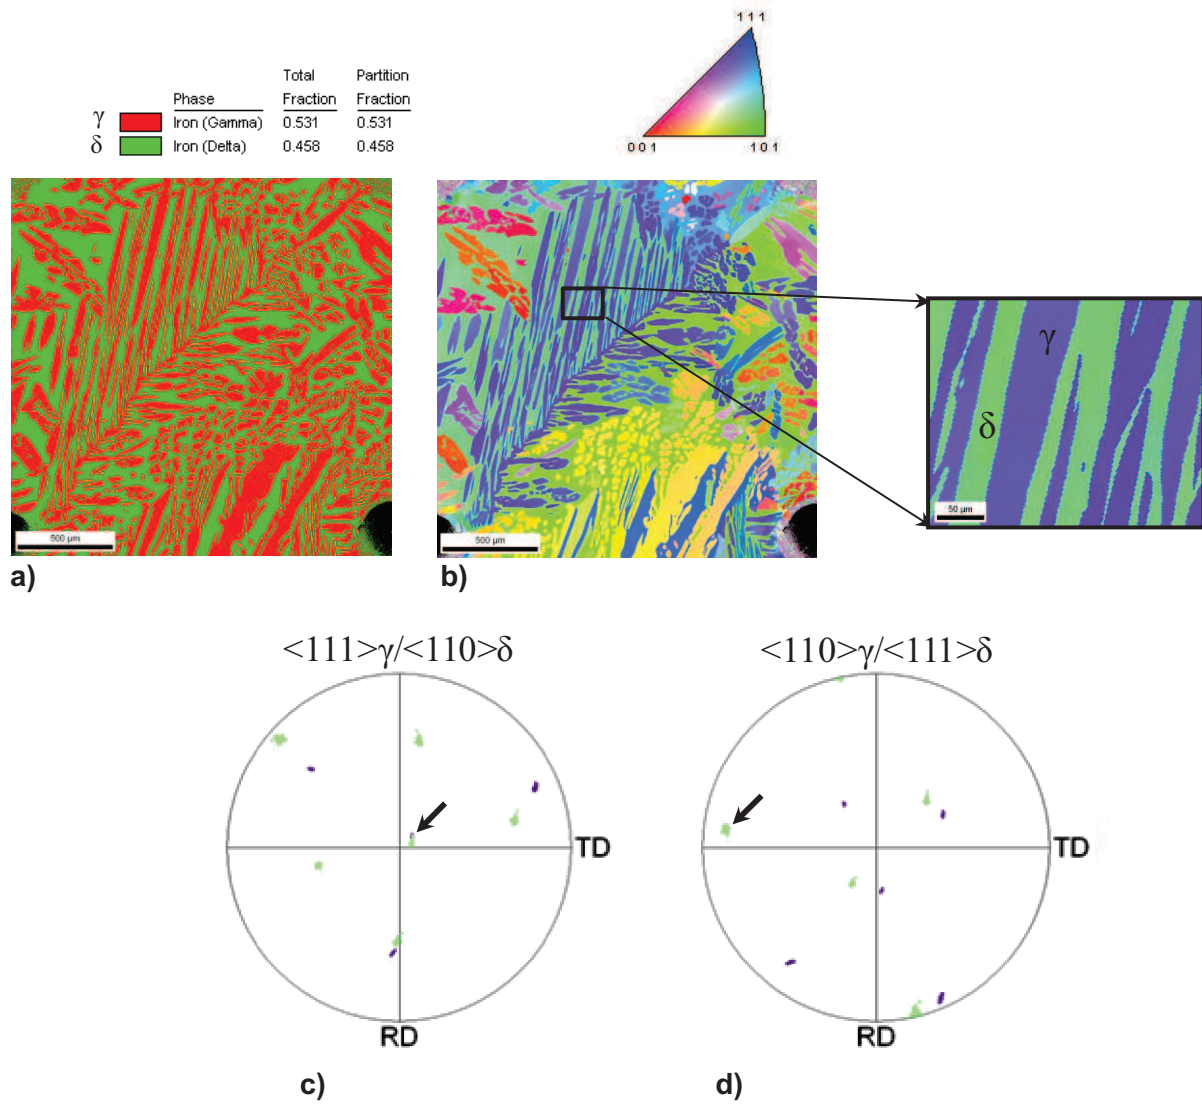 Total Partition
Phase Fraction Fraction
γ Iron (Gamma) 0.531 0.531
δ Iron (Delta) 0.458 0.458
111
001 101
500 µm
a)
500 µm
b)
γ
δ
50 µm
<111>γ/<110>δ
TD
RD
c)
<110>γ/<111>δ
TD
RD
d)